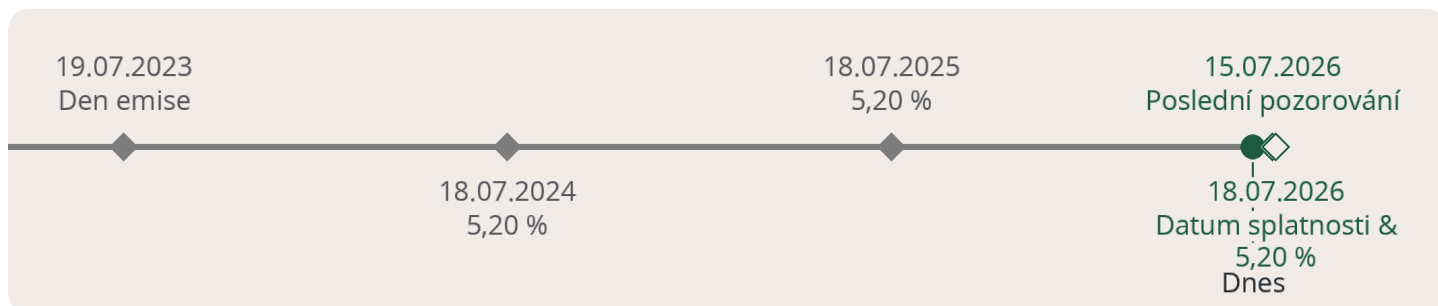 19.07.2023
Den emise
18.07.2024
5,20 %
18.07.2025
5,20 %
15.07.2026
Poslední pozorování
18.07.2026
Datum splatnosti &
5,20 %
Dnes